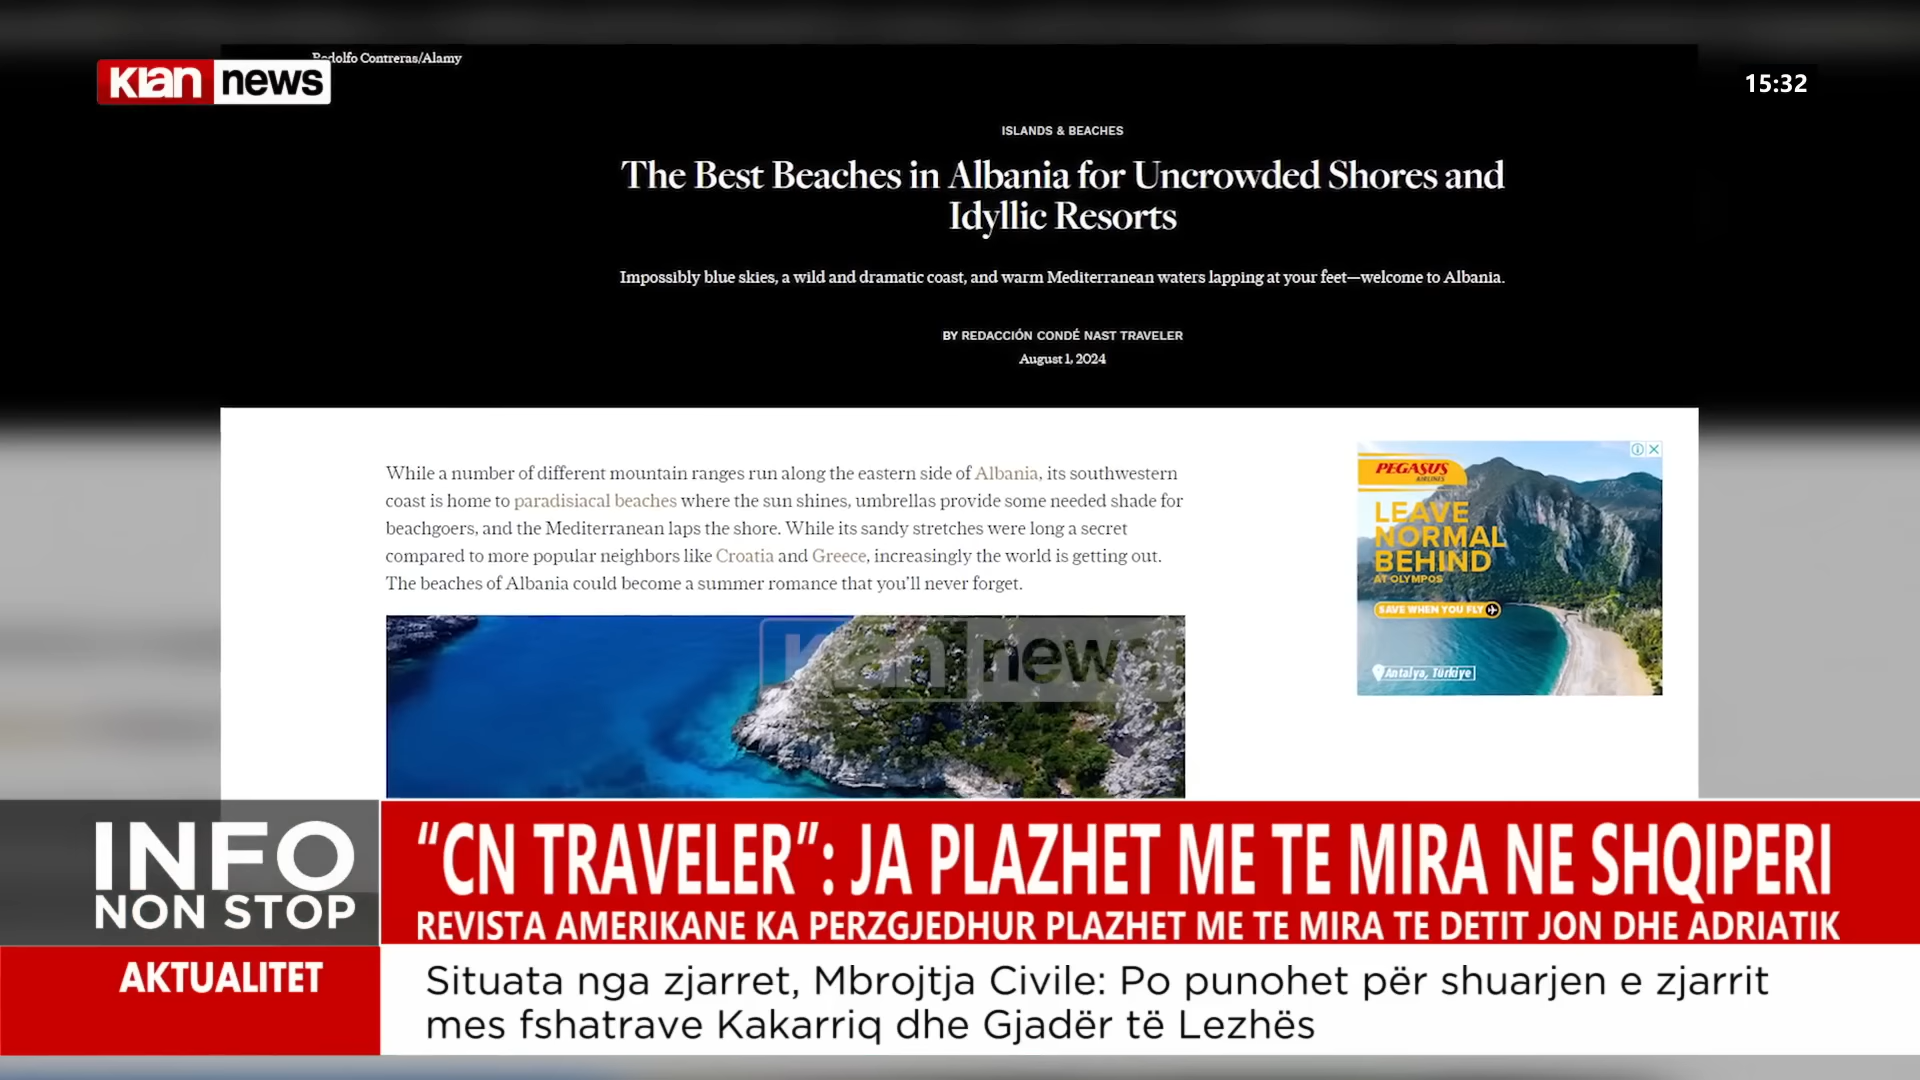 Rodolfo Contreras/Alamy
klan news
15:32
ISLANDS & BEACHES
The Best Beaches in Albania for Uncrowded Shores and
Idyllic Resorts
Impossibly blue skies, a wild and dramatic coast, and warm Mediterranean waters lapping at your feet—welcome to Albania.
BY REDACCIÓN CONDÉ NAST TRAVELER
August 1, 2024
While a number of different mountain ranges run along the eastern side of Albania, its southwestern
coast is home to paradisiacal beaches where the sun shines, umbrellas provide some needed shade for
beachgoers, and the Mediterranean laps the shore. While its sandy stretches were long a secret
compared to more popular neighbors like Croatia and Greece, increasingly the world is getting out.
The beaches of Albania could become a summer romance that you'll never forget.
PEGASUS
AIRLINES
LEAVE
NORMAL
BEHIND
AT OLYMPOS
SAVE WHEN YOU FLY
Antalya, Türkiye
klan news
INFO
NON STOP
"CN TRAVELER": JA PLAZHET ME TE MIRA NE SHQIPERI
REVISTA AMERIKANE KA PERZGJEDHUR PLAZHET ME TE MIRA TE DETIT JON DHE ADRIATIK
AKTUALITET
Situata nga zjarret, Mbrojtja Civile: Po punohet për shuarjen e zjarrit
mes fshatrave Kakarriq dhe Gjadër të Lezhës